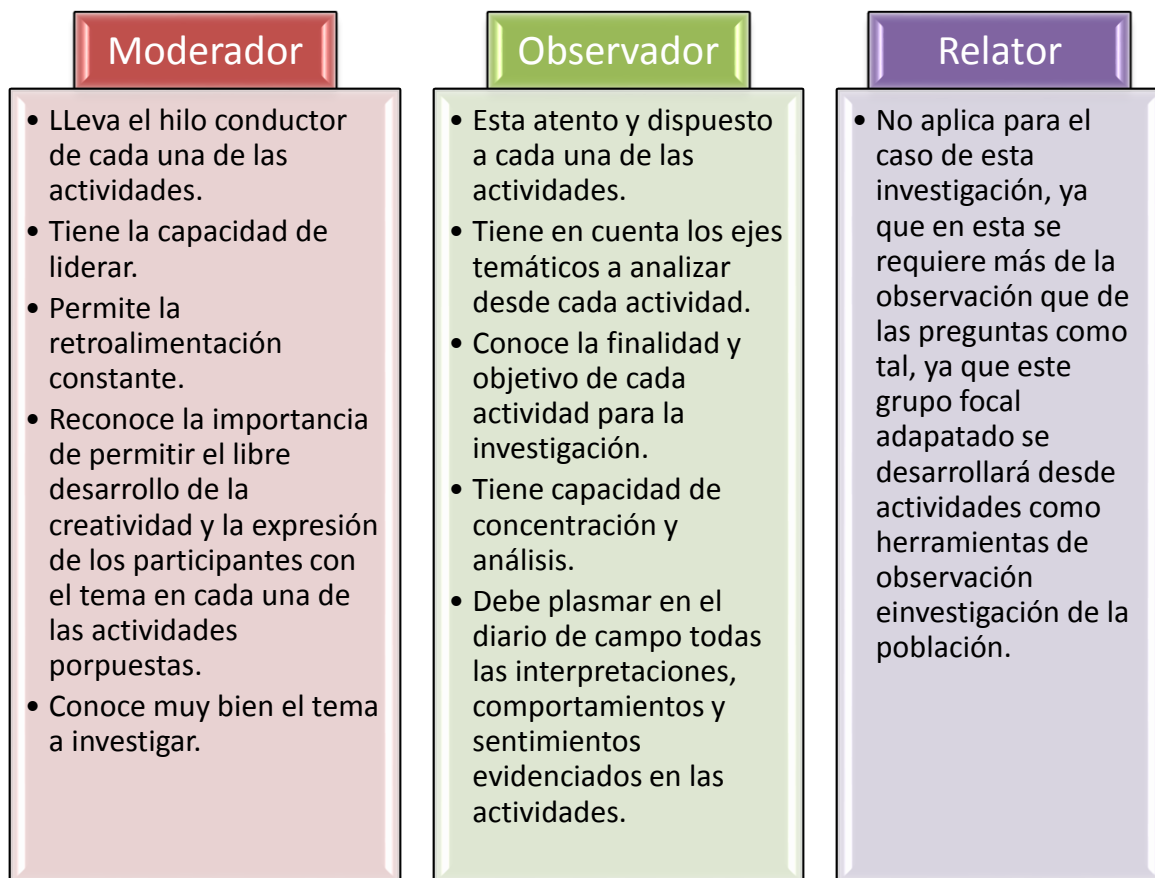 Moderador
• LLeva el hilo conductor
de cada una de las
actividades.
• Tiene la capacidad de
liderar.
• Permite la
retroalimentación
constante.
• Reconoce la importancia
de permitir el libre
desarrollo de la
creatividad y la expresión
de los participantes con
el tema en cada una de
las actividades
porpuestas.
• Conoce muy bien el tema
a investigar.
Observador
• Esta atento y dispuesto
a cada una de las
actividades.
• Tiene en cuenta los ejes
temáticos a analizar
desde cada actividad.
• Conoce la finalidad y
objetivo de cada
actividad para la
investigación.
• Tiene capacidad de
concentración y
análisis.
• Debe plasmar en el
diario de campo todas
las interpretaciones,
comportamientos y
sentimientos
evidenciados en las
actividades.
Relator
• No aplica para el
caso de esta
investigación, ya
que en esta se
requiere más de la
observación que de
las preguntas como
tal, ya que este
grupo focal
adapatado se
desarrollará desde
actividades como
herramientas de
observación
einvestigación de la
población.